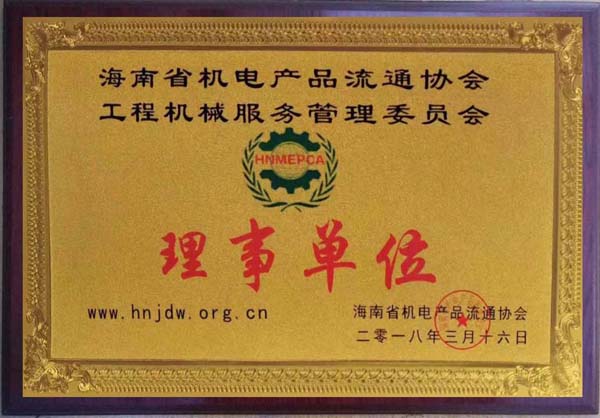 海南省机电产品流通协会
工程机械服务管理委员会
HNMEPCA
理事单位
www.hnjdw.org.cn
海南省机电产品流通协会
二零一八年三月十六日